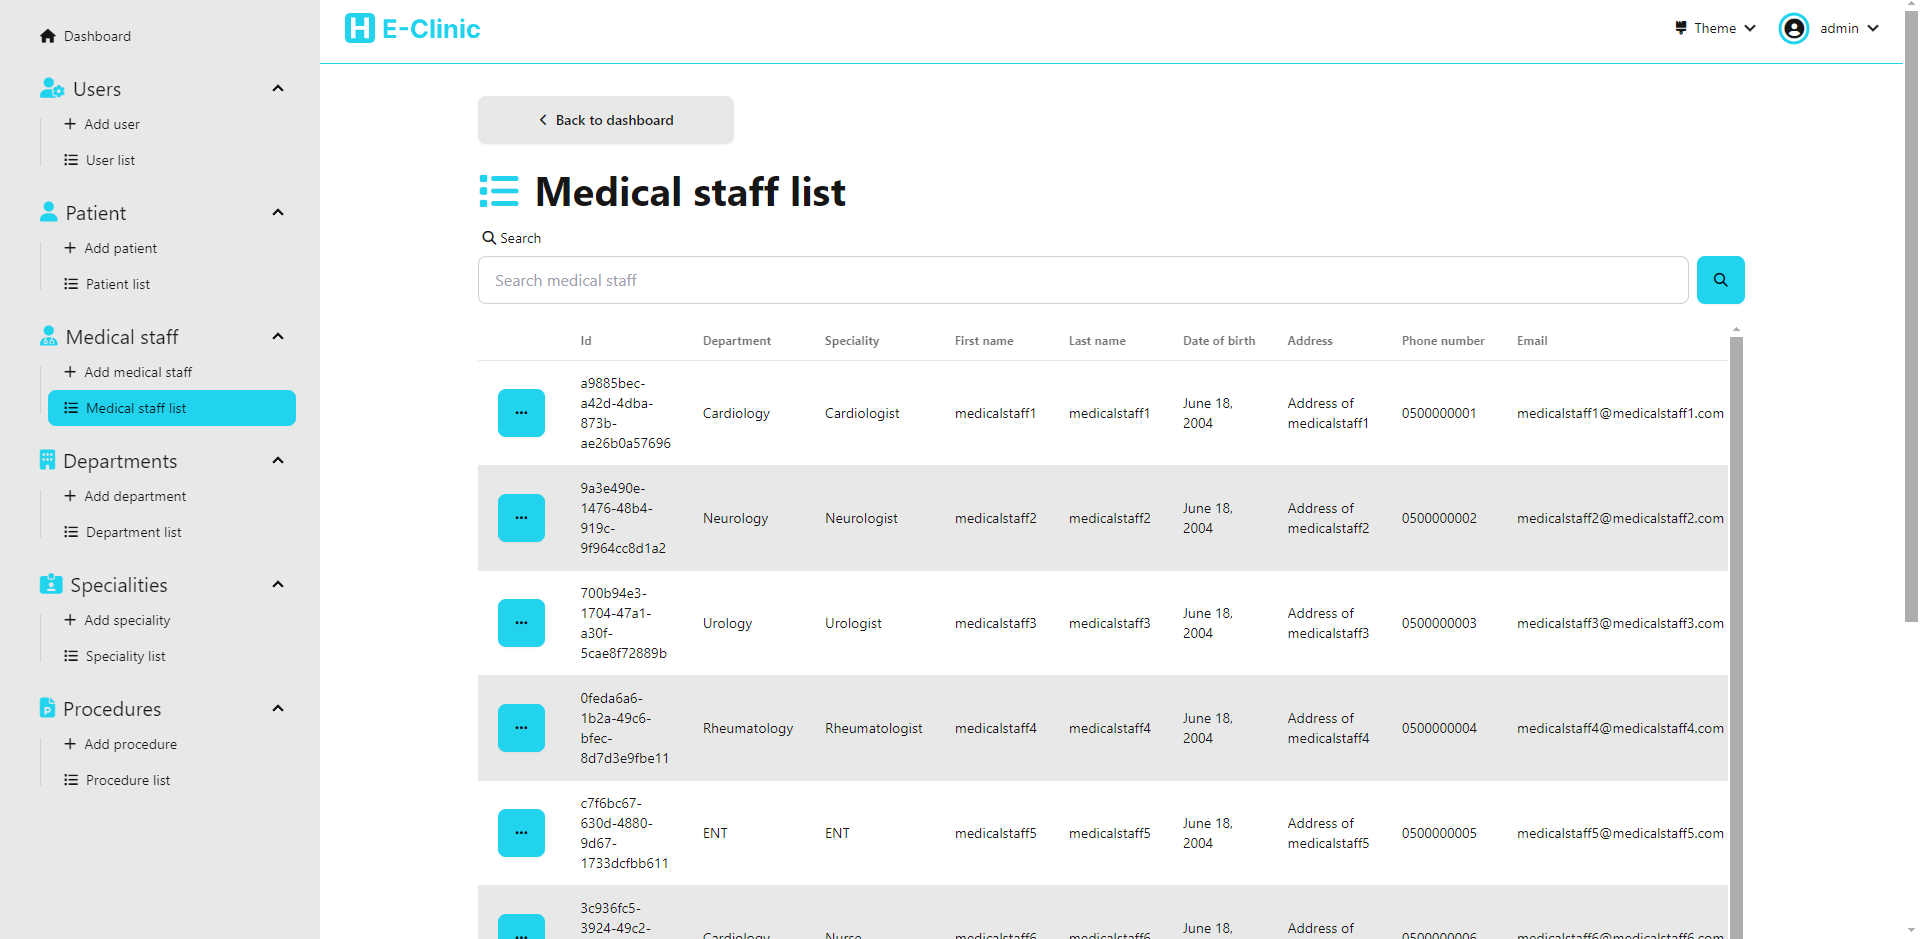 Dashboard
Users
Add user
User list
Patient
Add patient
Patient list
Medical staff
Add medical staff
Medical staff list
Departments
Add department
Department list
Specialities
Add speciality
Speciality list
Procedures
Add procedure
Procedure list
H E-Clinic
Theme
admin
Back to dashboard
Medical staff list
Search
Search medical staff
Id Department Speciality First name Last name Date of birth Address Phone number Email
a9885bec-
a42d-4dba-
873b-
ae26b0a57696
Cardiology Cardiologist medicalstaff1 medicalstaff1
June 18,
2004
Address of
medicalstaff1
0500000001 medicalstaff1@medicalstaff1.com
9a3e490e-
1476-48b4-
919c-
9f964cc8d1a2
Neurology Neurologist medicalstaff2 medicalstaff2
June 18,
2004
Address of
medicalstaff2
0500000002 medicalstaff2@medicalstaff2.com
700b94e3-
1704-47a1-
a30f-
5cae8f72889b
Urology Urologist medicalstaff3 medicalstaff3
June 18,
2004
Address of
medicalstaff3
0500000003 medicalstaff3@medicalstaff3.com
0feda6a6-
1b2a-49c6-
bfec-
8d7d3e9fbe11
Rheumatology Rheumatologist medicalstaff4 medicalstaff4
June 18,
2004
Address of
medicalstaff4
0500000004 medicalstaff4@medicalstaff4.com
c7f6bc67-
630d-4880-
9d67-
1733dcfbb611
ENT ENT medicalstaff5 medicalstaff5
June 18,
2004
Address of
medicalstaff5
0500000005 medicalstaff5@medicalstaff5.com
3c936fc5-
3924-49c2-
Cardiology Nurse medicalstaff6 medicalstaff6
June 18,
Address of
0500000006 medicalstaff6@medicalstaff6.com